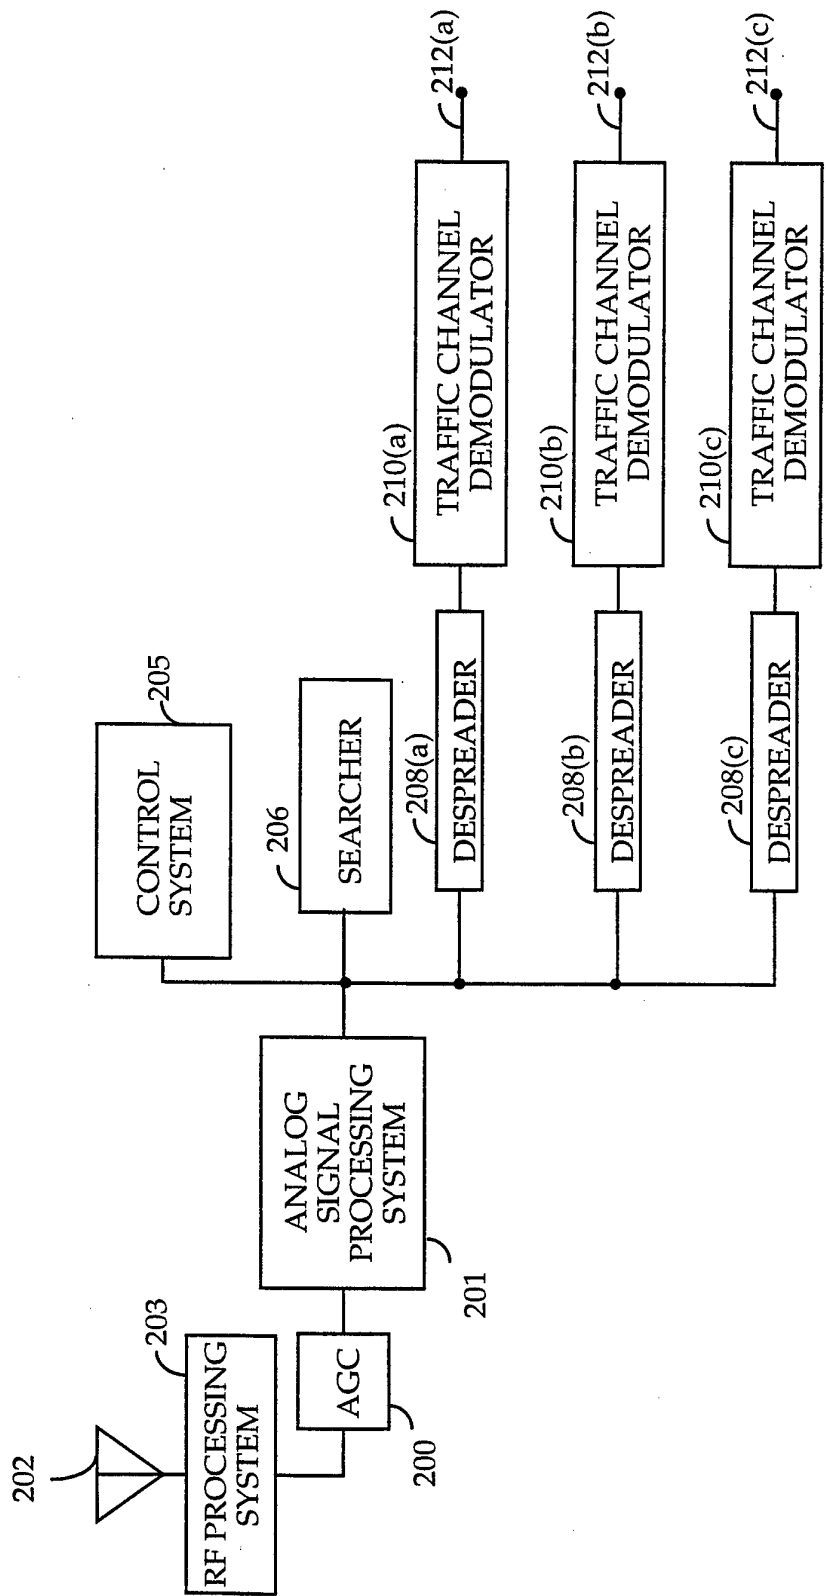 202
203
RF PROCESSING
SYSTEM
AGC
200
ANALOG
SIGNAL
PROCESSING
SYSTEM
201
CONTROL
SYSTEM
205
206
SEARCHER
208(a)
DESPREADER
210(a)
TRAFFIC CHANNEL
DEMODULATOR
212(a)
208(b)
DESPREADER
210(b)
TRAFFIC CHANNEL
DEMODULATOR
212(b)
208(c)
DESPREADER
210(c)
TRAFFIC CHANNEL
DEMODULATOR
212(c)